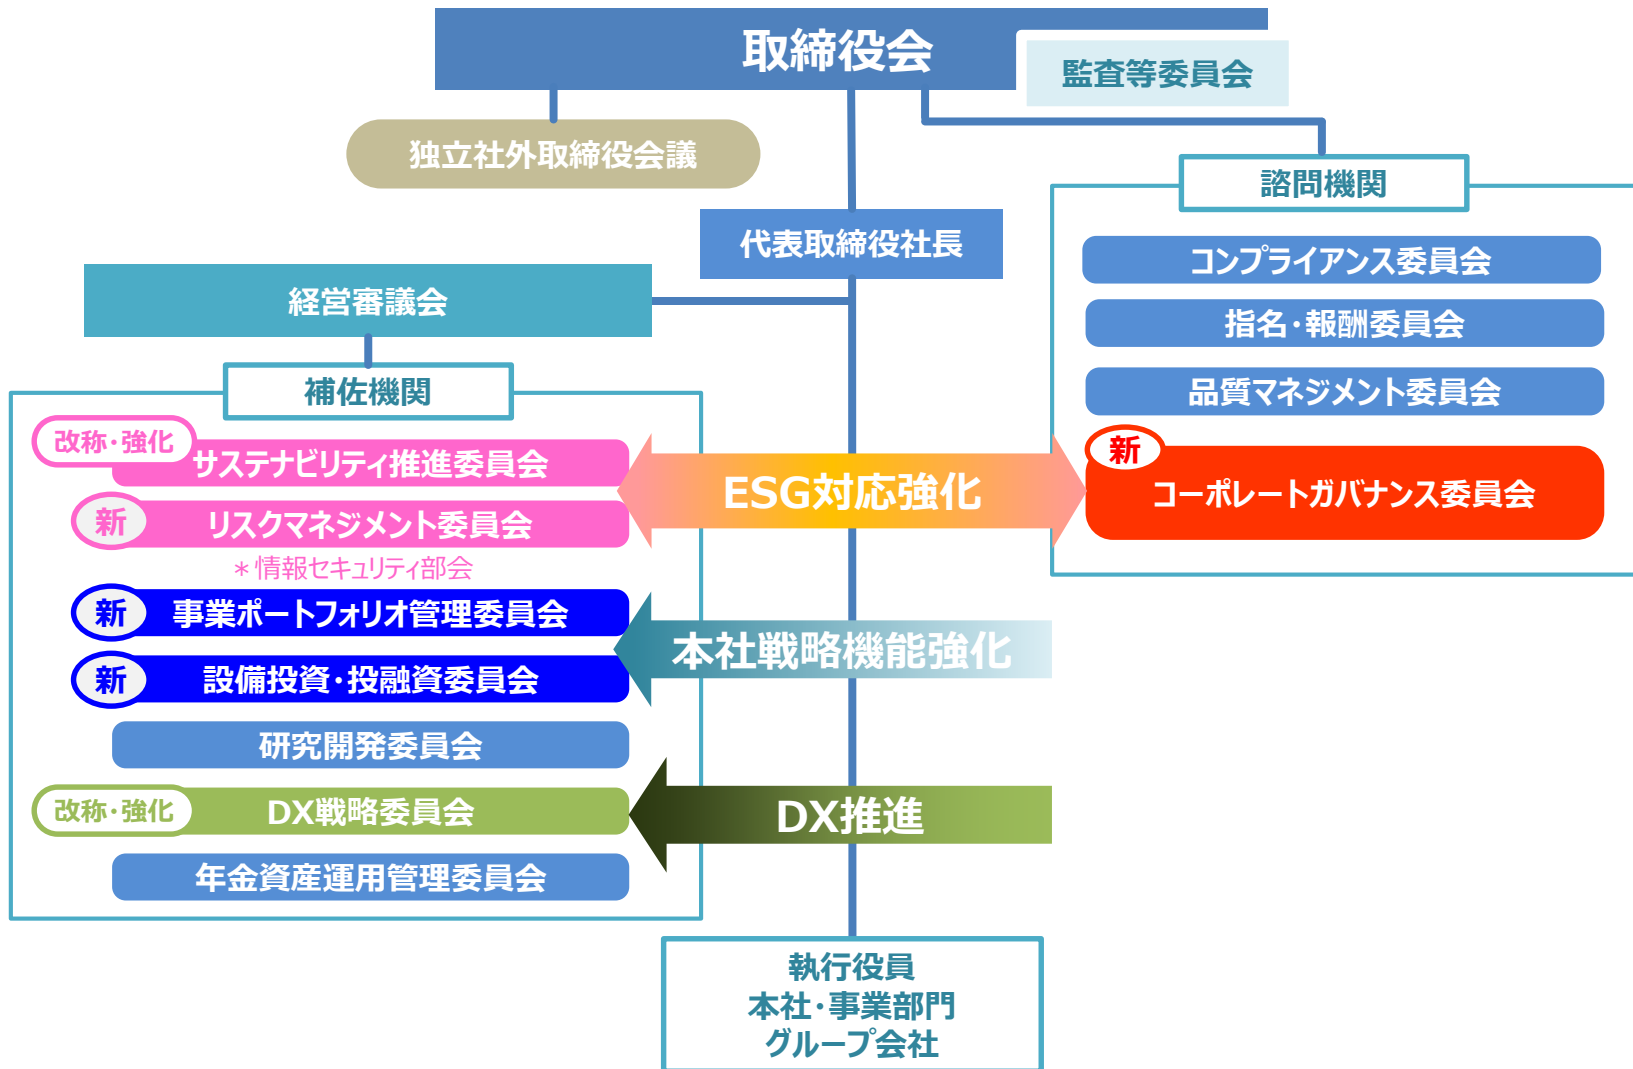 取締役会
監査等委員会
独立社外取締役会議
諮問機関
代表取締役社長
コンプライアンス委員会
経営審議会
指名・報酬委員会
補佐機関
品質マネジメント委員会
改称・強化
サステナビリティ推進委員会
新
コーポレートガバナンス委員会
ESG対応強化
新
リスクマネジメント委員会
＊情報セキュリティ部会
新
事業ポートフォリオ管理委員会
本社戦略機能強化
新
設備投資・投融資委員会
研究開発委員会
改称・強化
DX戦略委員会
DX推進
年金資産運用管理委員会
執行役員
本社・事業部門
グループ会社